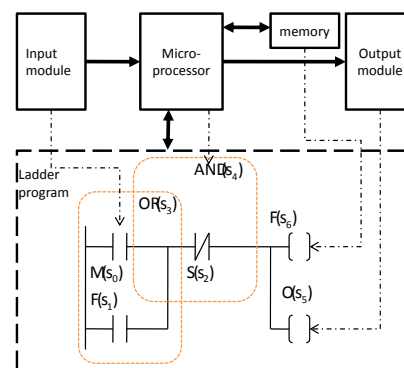 Input
module
Micro-
processor
memory
Output
module
Ladder
program
AND(s4)
OR(s3)
F(s6)
M(s0)
S(s2)
F(s1)
O(s5)